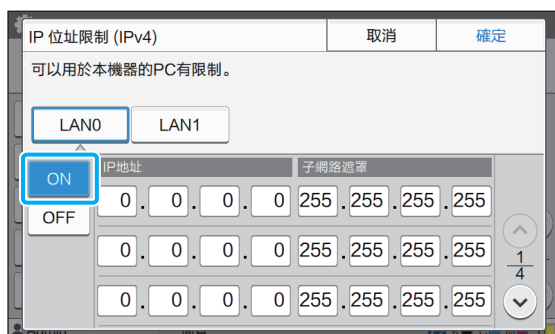 IP 位址限制 (IPv4) 取消 確定
可以用於本機器的PC有限制。
LAN0 LAN1
ON IP地址 子網路遮罩
0 . 0 . 0 . 0 255 . 255 . 255 . 255
OFF
0 . 0 . 0 . 0 255 . 255 . 255 . 255
1
4
0 . 0 . 0 . 0 255 . 255 . 255 . 255